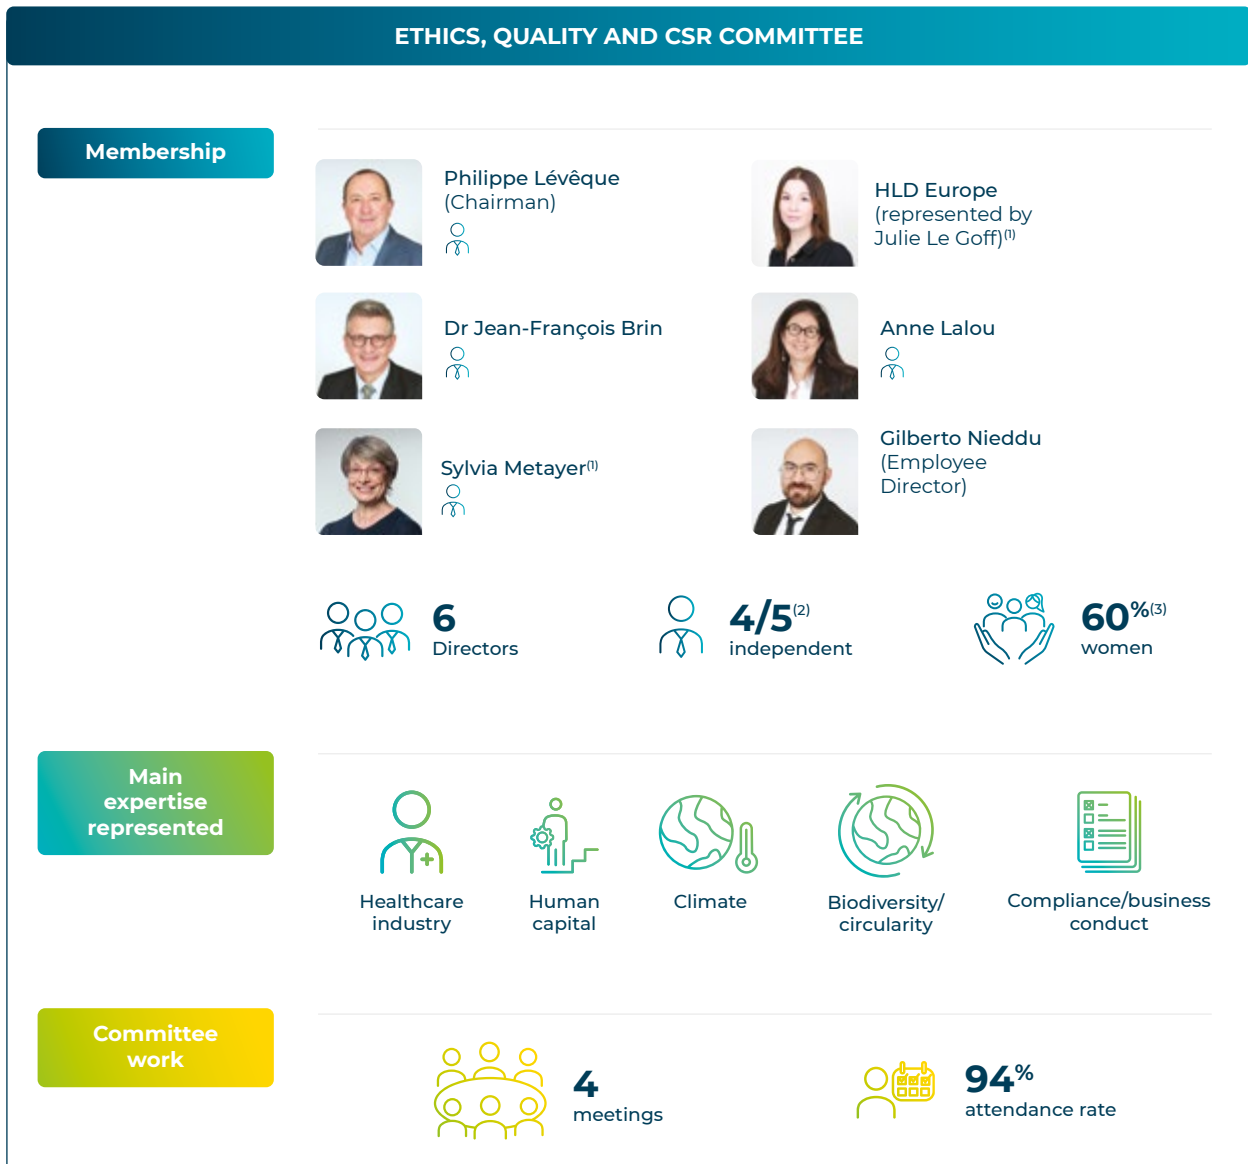 ETHICS, QUALITY AND CSR COMMITTEE
Membership
Philippe Lévêque
(Chairman)
HLD Europe
(represented by
Julie Le Goff)(1)
Dr Jean-François Brin
Anne Lalou
Sylvia Metayer(1)
Gilberto Nieddu
(Employee
Director)
6
Directors
4/5(2)
independent
60%(3)
women
Main
expertise
represented
Healthcare
industry
Human
capital
Climate
Biodiversity/
circularity
Compliance/business
conduct
Committee
work
4
meetings
94%
attendance rate